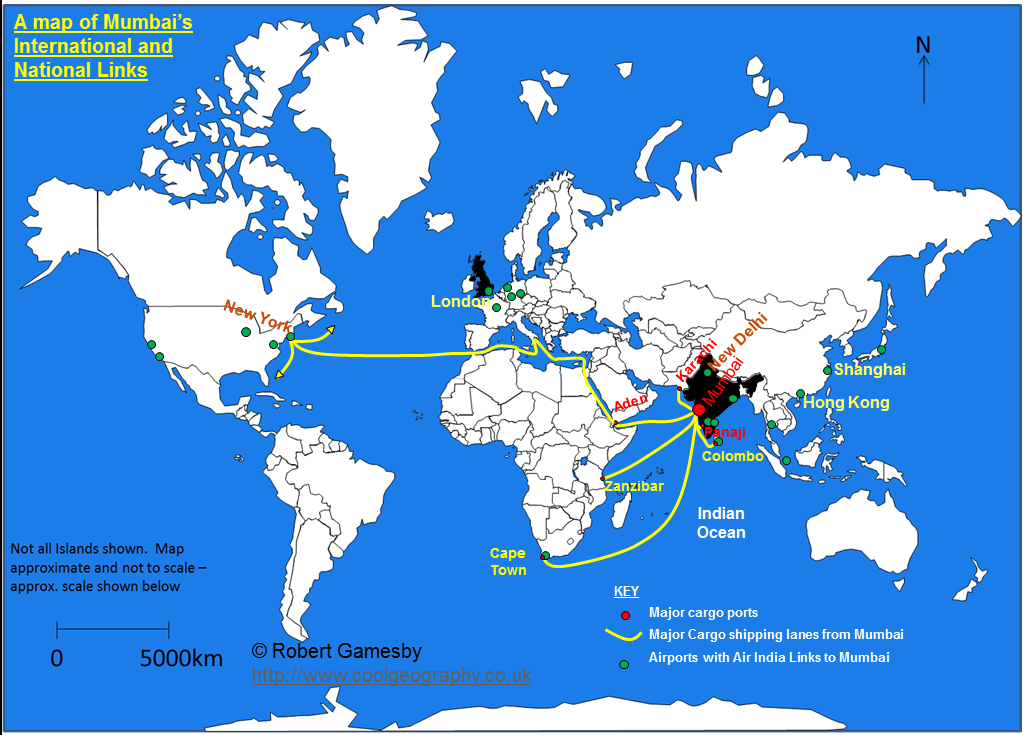 A map of Mumbai's
International and
National Links
N
London
New York
Karachi
New Delhi
Mumbai
Shanghai
Hong Kong
Aden
Panaji
Colombo
Zanzibar
Indian
Ocean
Cape
Town
Not all Islands shown.  Map
approximate and not to scale –
approx. scale shown below
0 5000km
© Robert Gamesby
http://www.coolgeography.co.uk
KEY
Major cargo ports
Major Cargo shipping lanes from Mumbai
Airports with Air India Links to Mumbai